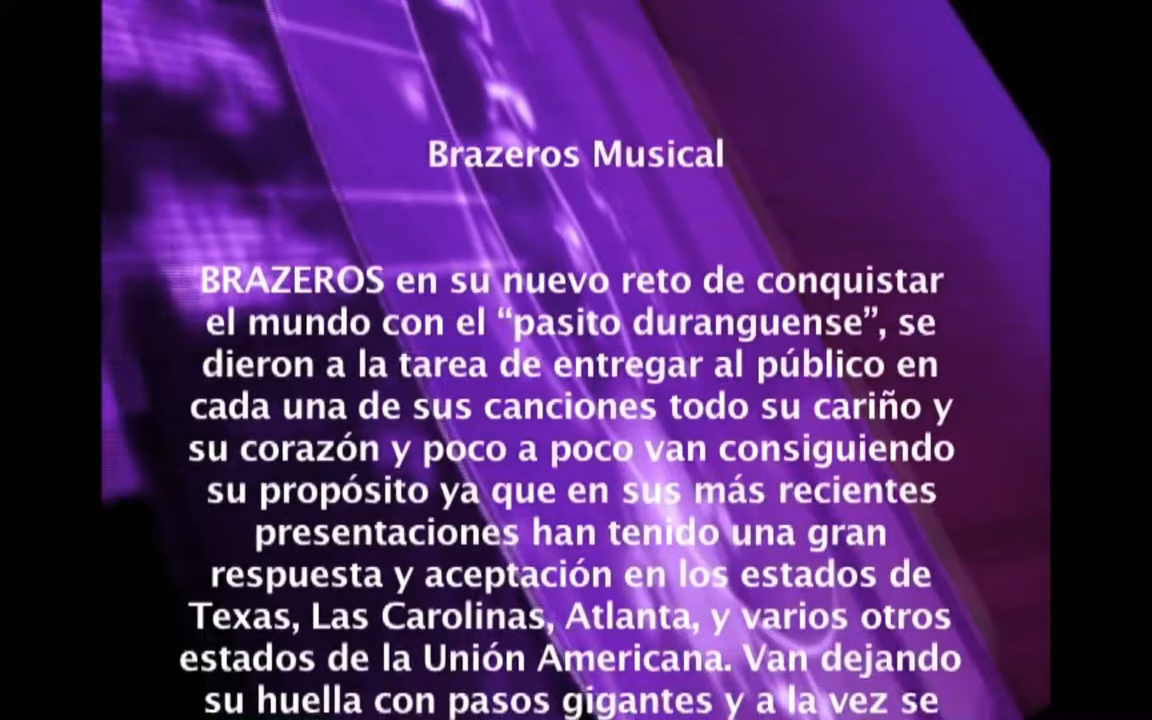 Brazeros Musical
BRAZEROS en su nuevo reto de conquistar
el mundo con el “pasito duranguense”, se
dieron a la tarea de entregar al público en
cada una de sus canciones todo su cariño y
su corazón y poco a poco van consiguiendo
su propósito ya que en sus más recientes
presentaciones han tenido una gran
respuesta y aceptación en los estados de
Texas, Las Carolinas, Atlanta, y varios otros
estados de la Unión Americana. Van dejando
su huella con pasos gigantes y a la vez se